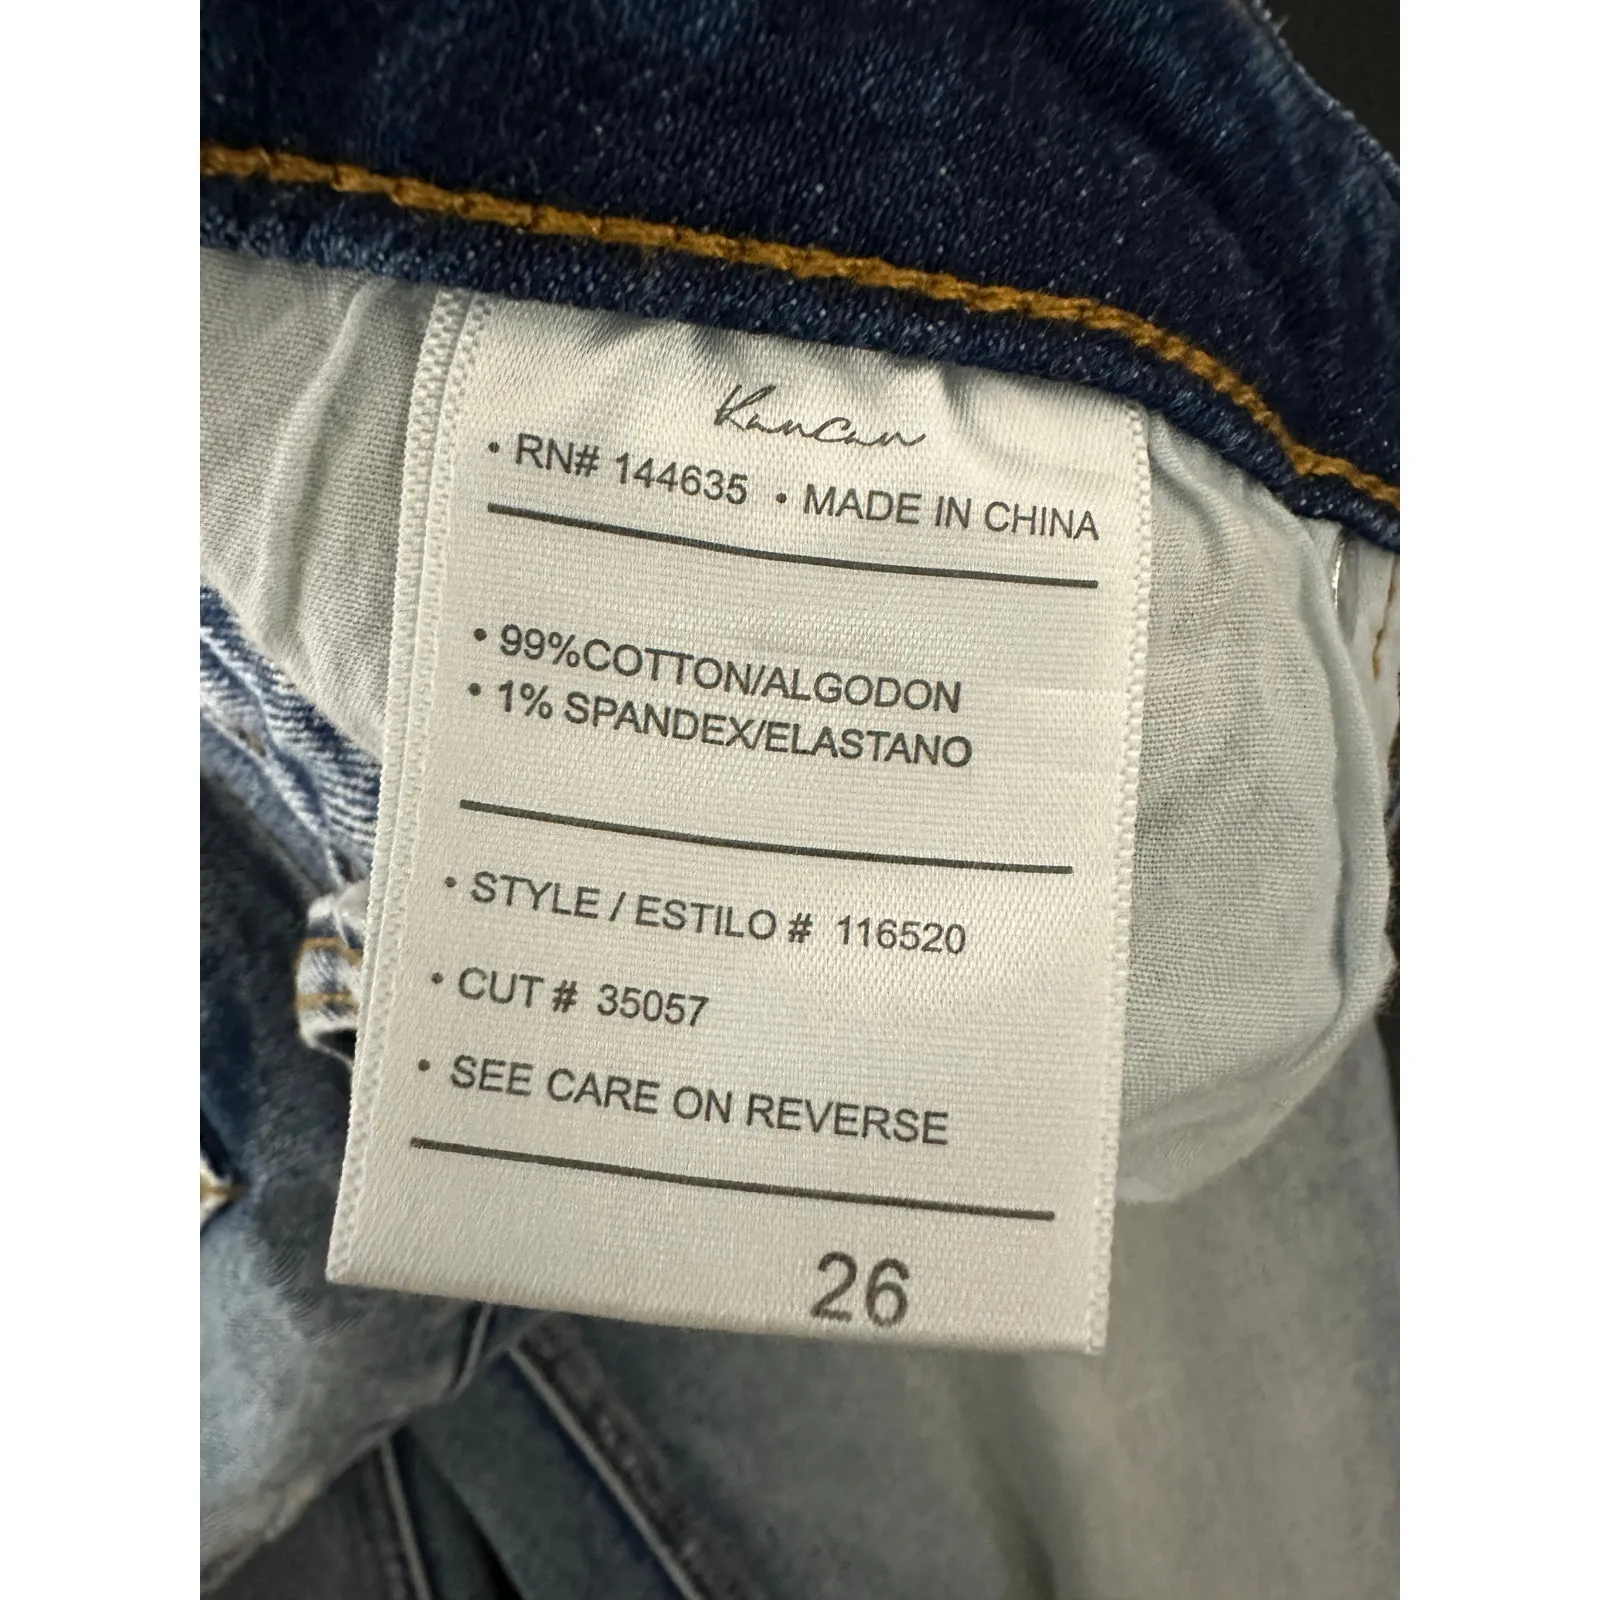 Kancan
• RN# 144635 • MADE IN CHINA
• 99%COTTON/ALGODON
• 1% SPANDEX/ELASTANO
• STYLE / ESTILO # 116520
• CUT # 35057
• SEE CARE ON REVERSE
26